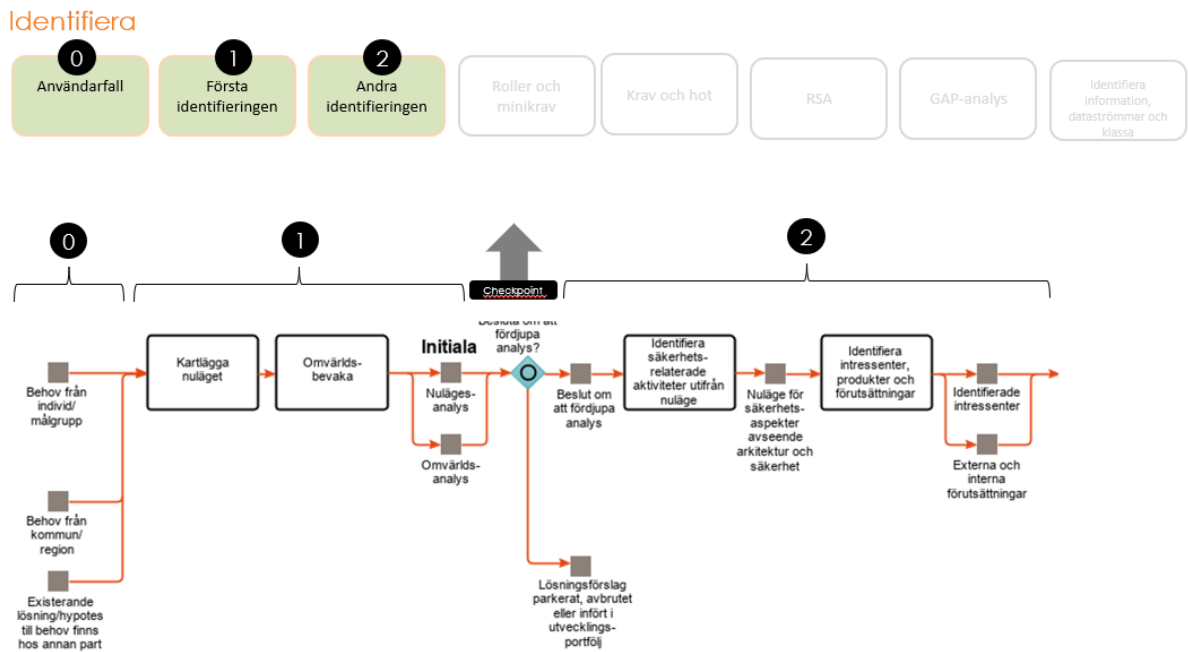 Identifiera
0
1
2
Användarfall
Första
identifieringen
Andra
identifieringen
Roller och
minikrav
Krav och hot
RSA
GAP-analys
Identifiera
information,
dataströmmar och
klassa
0
1
2
Checkpoint
Besluta om att
fördjupa
analys?
Initiala
Kartlägga
nuläget
Omvärlds-
bevaka
Identifiera
säkerhets-
relaterade
aktiviteter utifrån
nuläge
Identifiera
intressenter,
produkter och
förutsättningar
Behov från
individ/
målgrupp
Nuläges-
analys
Beslut om
att fördjupa
analys
Nuläge för
säkerhets-
aspekter
avseende
arkitektur och
säkerhet
Identifierade
intressenter
Omvärlds-
analys
Externa och
interna
förutsättningar
Behov från
kommun/
region
Existerande
lösning/hypotes
till behov finns
hos annan part
Lösningsförslag
parkerat, avbrutet
eller infört i
utvecklings-
portfölj